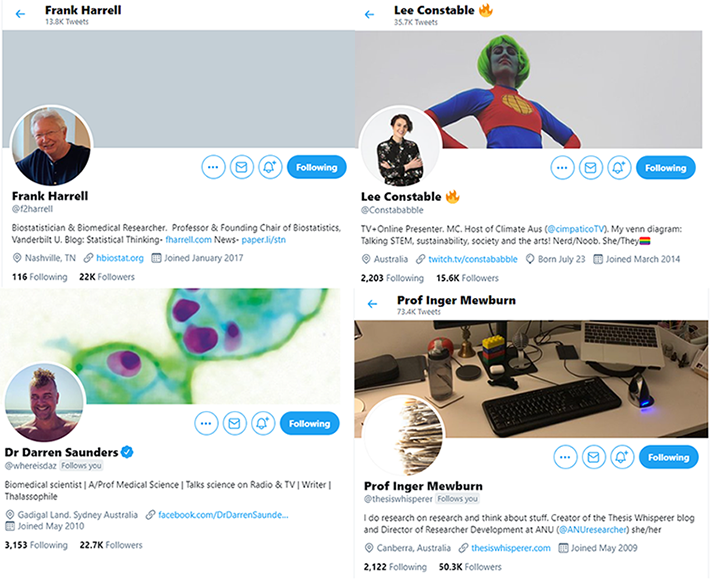 Frank Harrell
13.8K Tweets
Following
Frank Harrell
@f2harrell
Biostatistician & Biomedical Researcher. Professor & Founding Chair of Biostatistics,
Vanderbilt U. Blog: Statistical Thinking- fharrell.com News- paper.li/stn
Nashville, TN hbiostat.org Joined January 2017
116 Following 22K Followers
Lee Constable 🔥
35.7K Tweets
Following
Lee Constable 🔥
@Constababble
TV+Online Presenter. MC. Host of Climate Aus (@cimpaticoTV). My venn diagram:
Talking STEM, sustainability, society and the arts! Nerd/Noob. She/They🏳️‍🌈
Australia twitch.tv/constababble Born July 23 Joined March 2014
2,203 Following 15.6K Followers
Following
Dr Darren Saunders
@whereisdaz Follows you
Biomedical scientist | A/Prof Medical Science | Talks science on Radio & TV | Writer |
Thalassophile
Gadigal Land. Sydney Australia facebook.com/DrDarrenSaunde...
Joined May 2010
3,153 Following 22.7K Followers
Prof Inger Mewburn
73.4K Tweets
Following
Prof Inger Mewburn
@thesiswhisperer Follows you
I do research on research and think about stuff. Creator of the Thesis Whisperer blog
and Director of Researcher Development at ANU (@ANUresearcher) she/her
Canberra, Australia thesiswhisperer.com Joined May 2009
2,122 Following 50.3K Followers